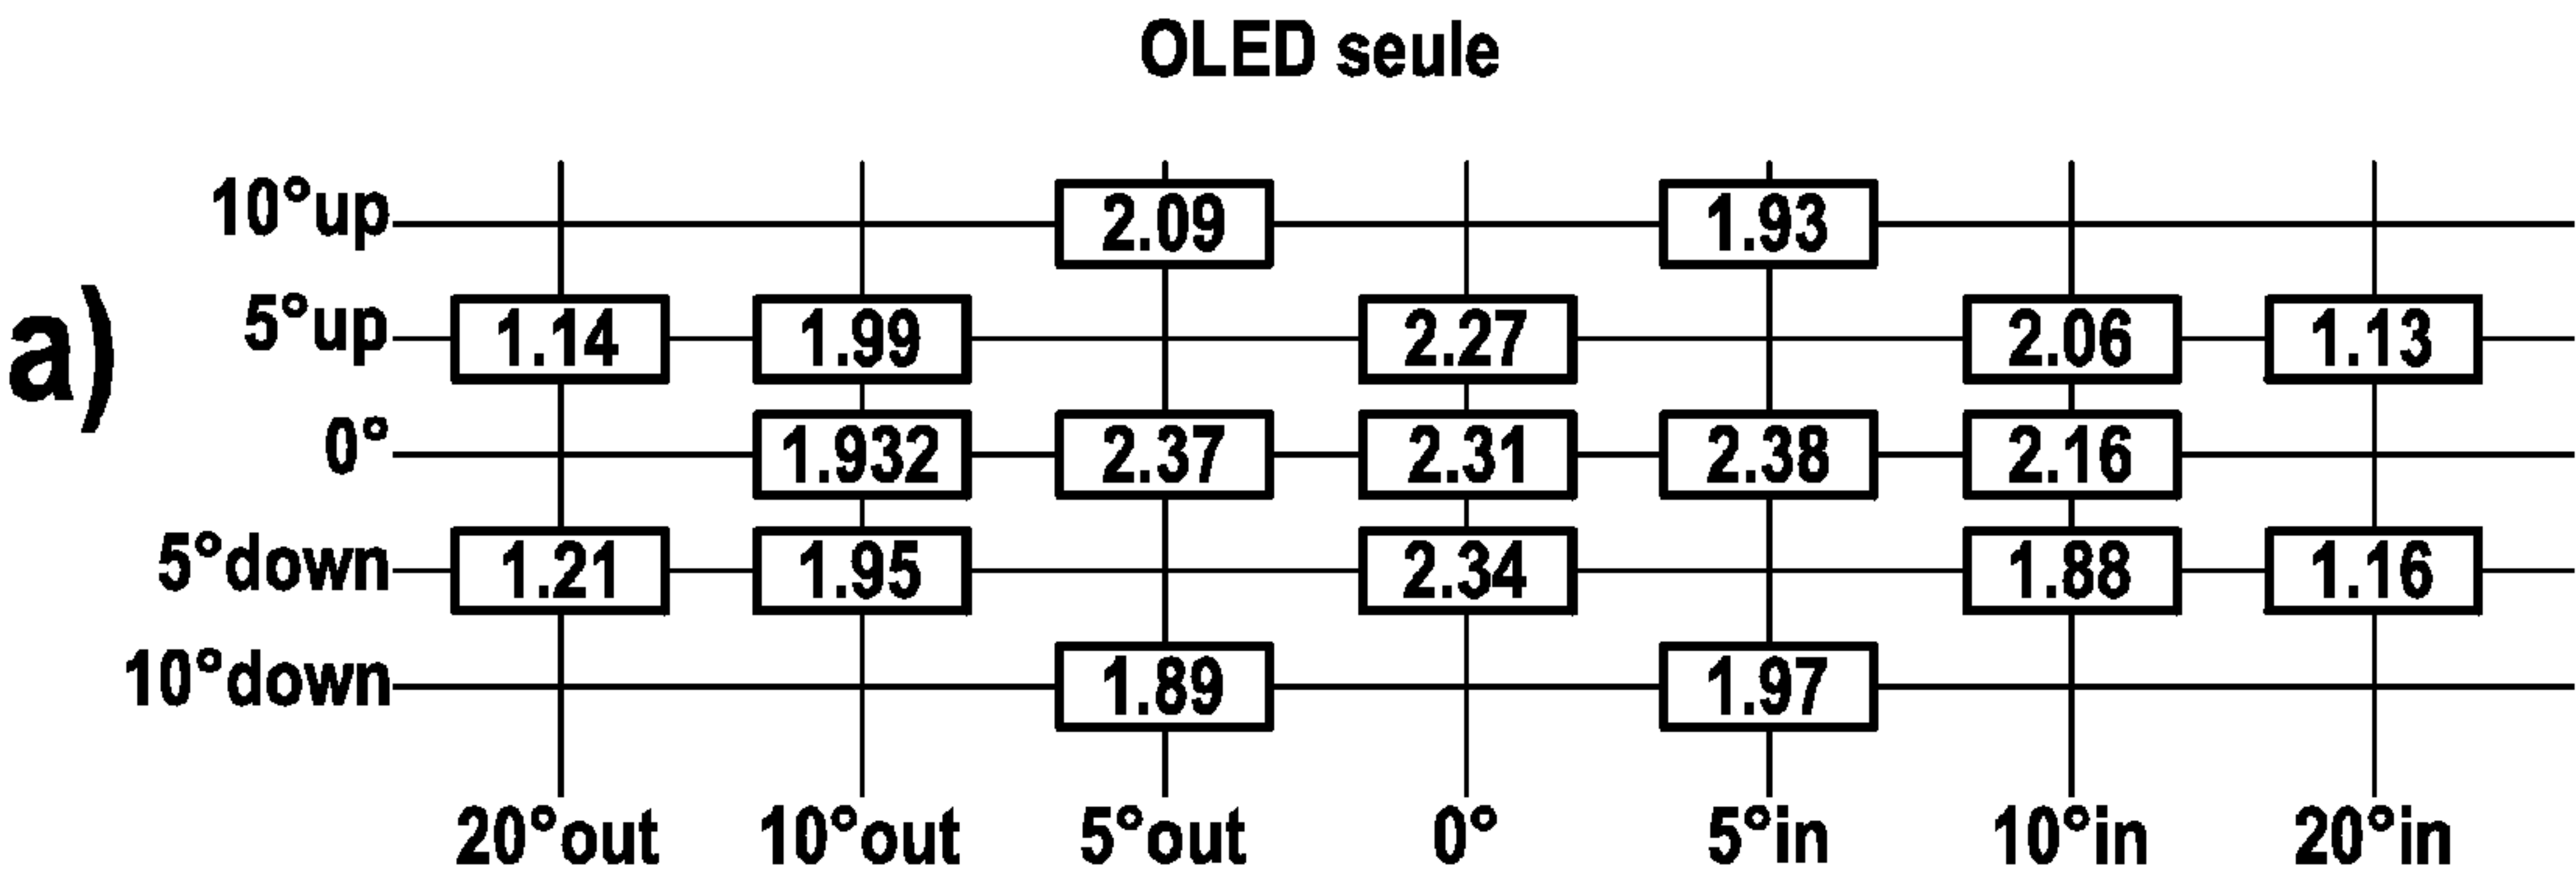 OLED seule
a)
10°up 2.09 1.93
5°up 1.14 1.99 2.27 2.06 1.13
0° 1.932 2.37 2.31 2.38 2.16
5°down 1.21 1.95 2.34 1.88 1.16
10°down 1.89 1.97
20°out 10°out 5°out 0° 5°in 10°in 20°in